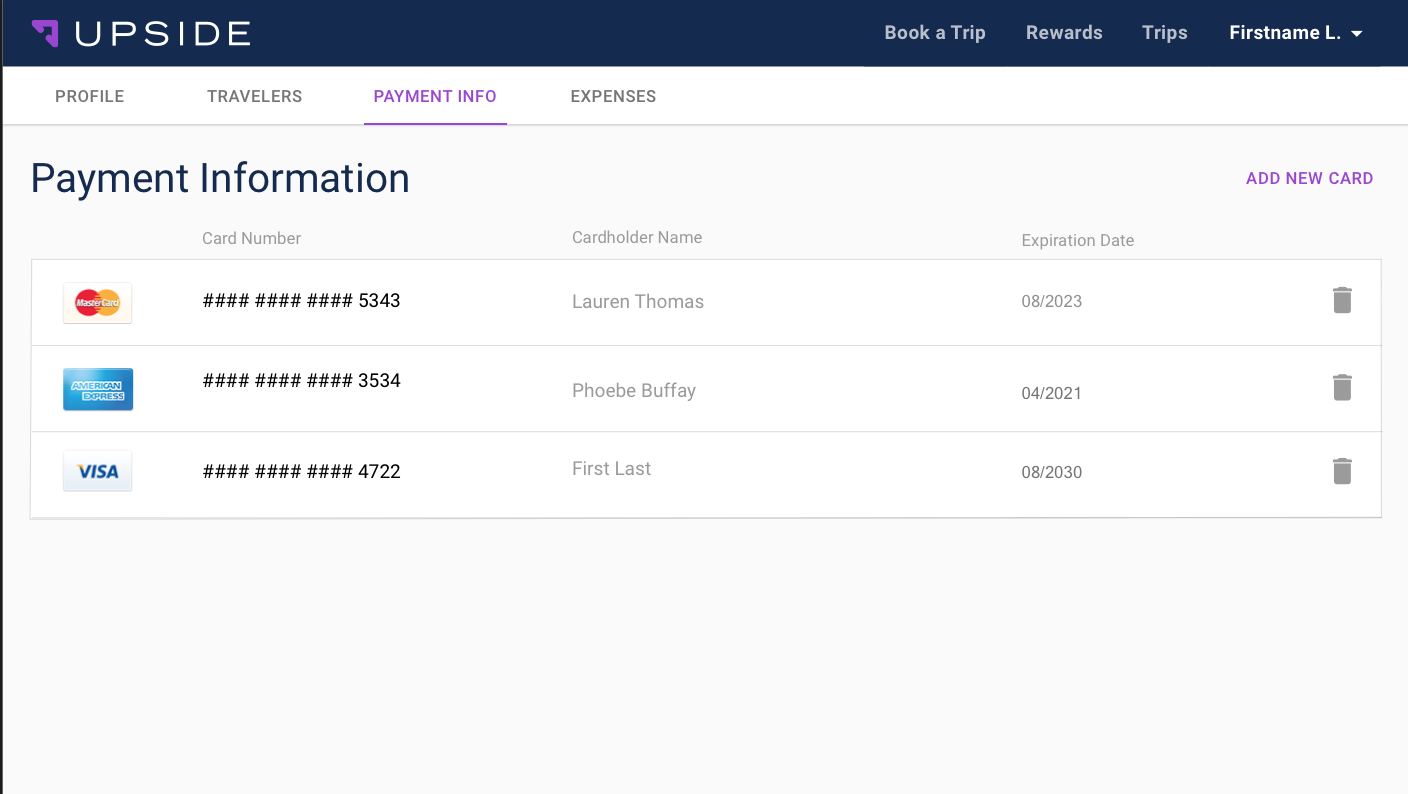 UPSIDE
Book a Trip Rewards Trips Firstname L.
PROFILE TRAVELERS PAYMENT INFO EXPENSES
Payment Information
ADD NEW CARD
Card Number Cardholder Name Expiration Date
MasterCard #### #### #### 5343 Lauren Thomas 08/2023
AMERICAN EXPRESS #### #### #### 3534 Phoebe Buffay 04/2021
VISA #### #### #### 4722 First Last 08/2030